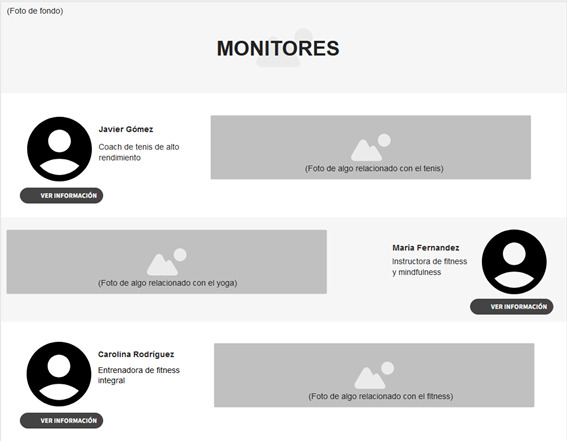 (Foto de fondo)
MONITORES
Javier Gómez
Coach de tenis de alto
rendimiento
(Foto de algo relacionado con el tenis)
VER INFORMACIÓN
(Foto de algo relacionado con el yoga)
María Fernandez
Instructora de fitness
y mindfulness
VER INFORMACIÓN
Carolina Rodríguez
Entrenadora de fitness
integral
(Foto de algo relacionado con el fitness)
VER INFORMACIÓN